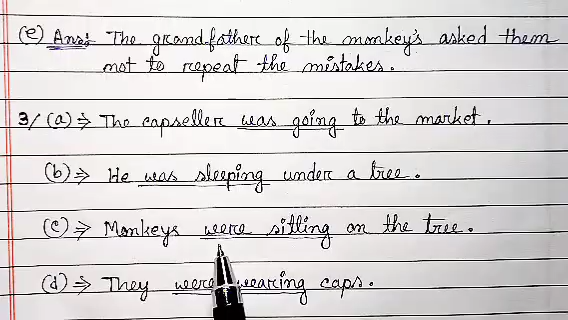 (e) Ans: The grandfather of the monkey's asked them
not to repeat the mistakes.
3/ (a) ⇒ The capseller was going to the market.
(b) ⇒ He was sleeping under a tree.
(c) ⇒ Monkeys were sitting on the tree.
(d) ⇒ They were wearing caps.